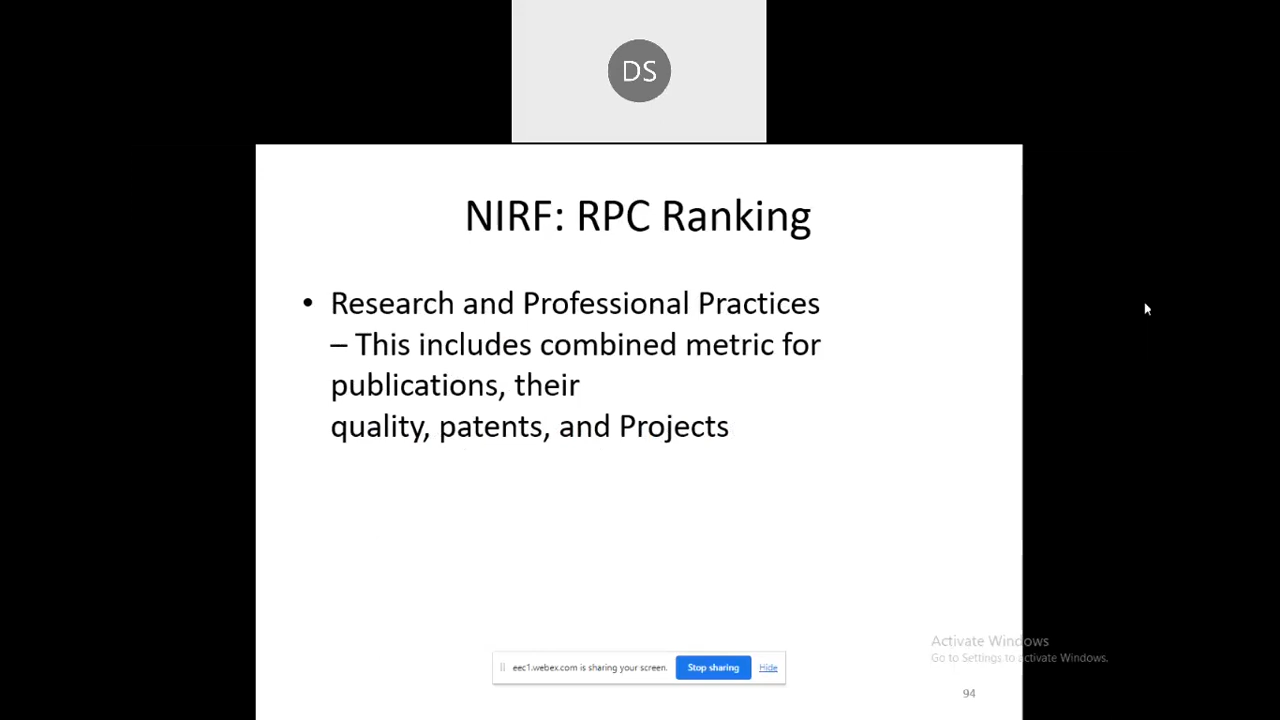 DS
NIRF: RPC Ranking
• Research and Professional Practices
– This includes combined metric for
publications, their
quality, patents, and Projects
Activate Windows
Go to Settings to activate Windows.
eec1.webex.com is sharing your screen. Stop sharing Hide
94